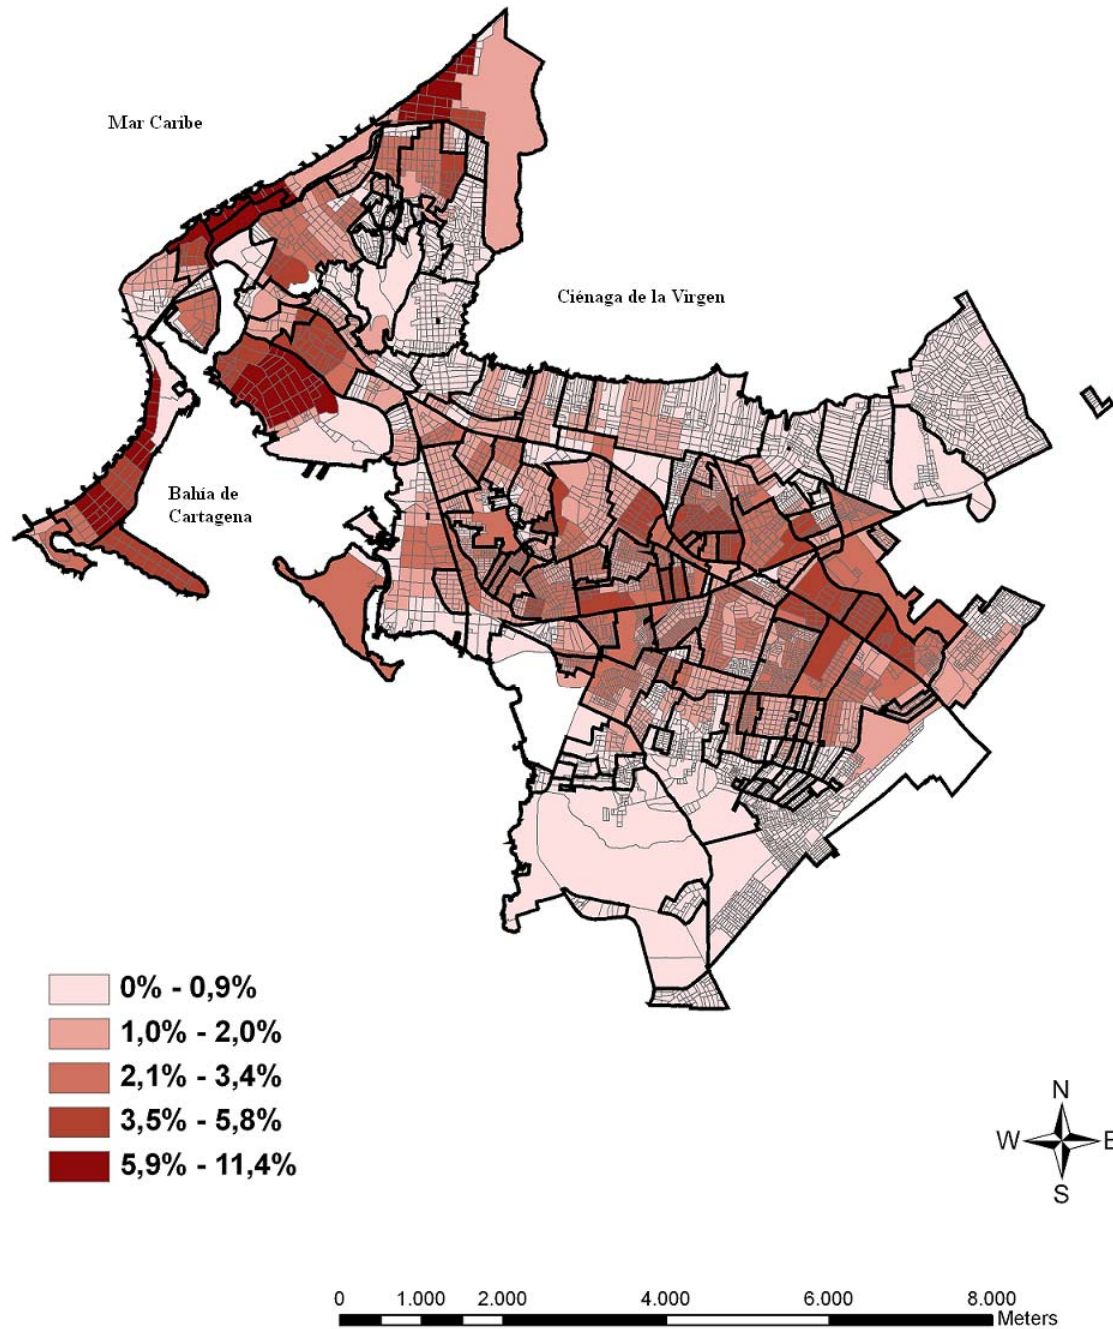 Mar Caribe
Ciénaga de la Virgen
Bahía de
Cartagena
0% - 0,9%
1,0% - 2,0%
2,1% - 3,4%
3,5% - 5,8%
5,9% - 11,4%
N
W E
S
0 1.000 2.000 4.000 6.000 8.000
Meters